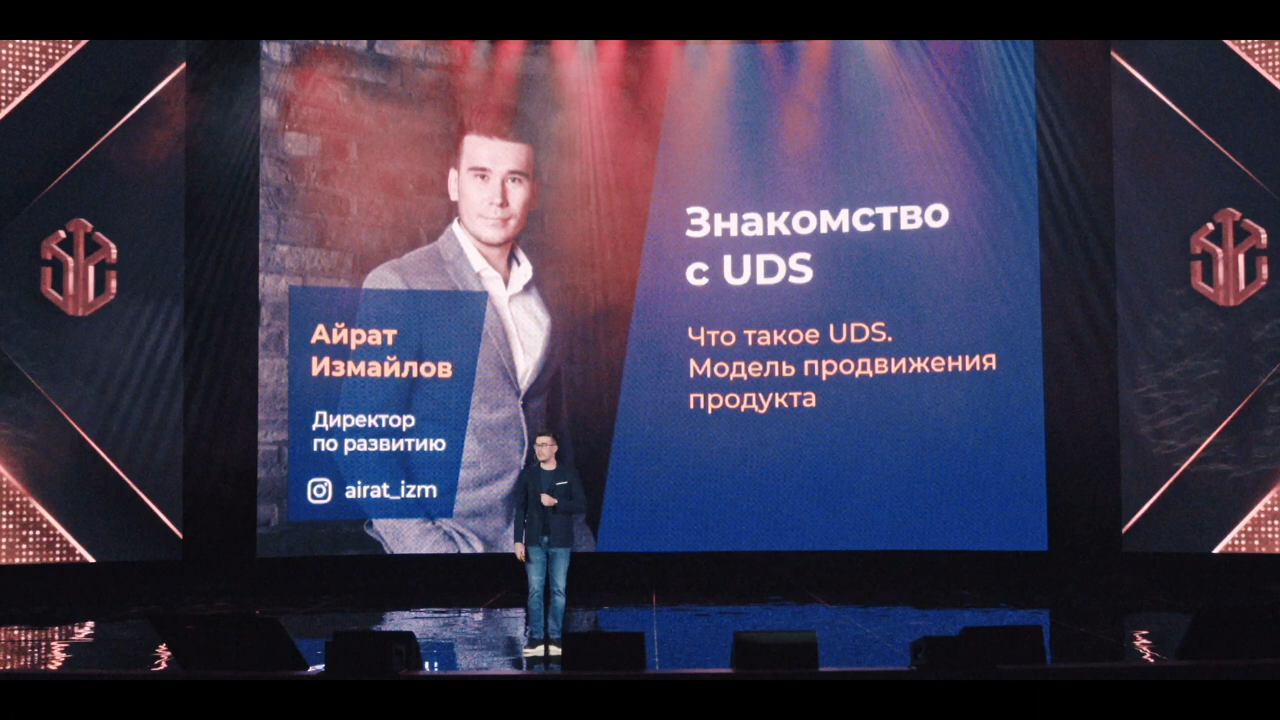 Айрат
Измайлов
Директор
по развитию
airat_izm
Знакомство
с UDS
Что такое UDS.
Модель продвижения
продукта